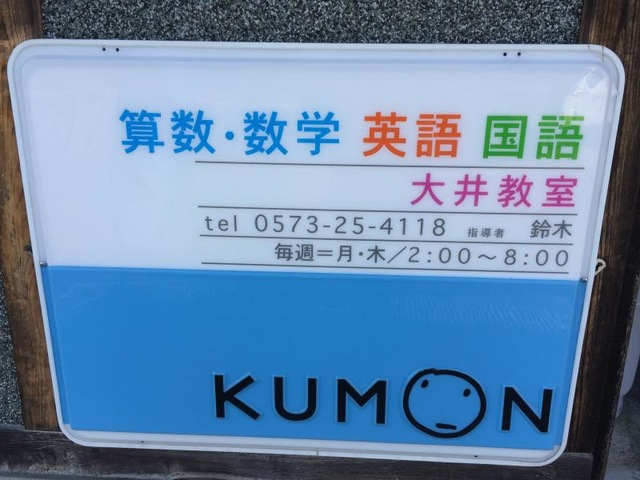 算数・数学 英語 国語
大井教室
tel 0573-25-4118 指導者 鈴木
毎週＝月・木／2：00～8：00
KUMON